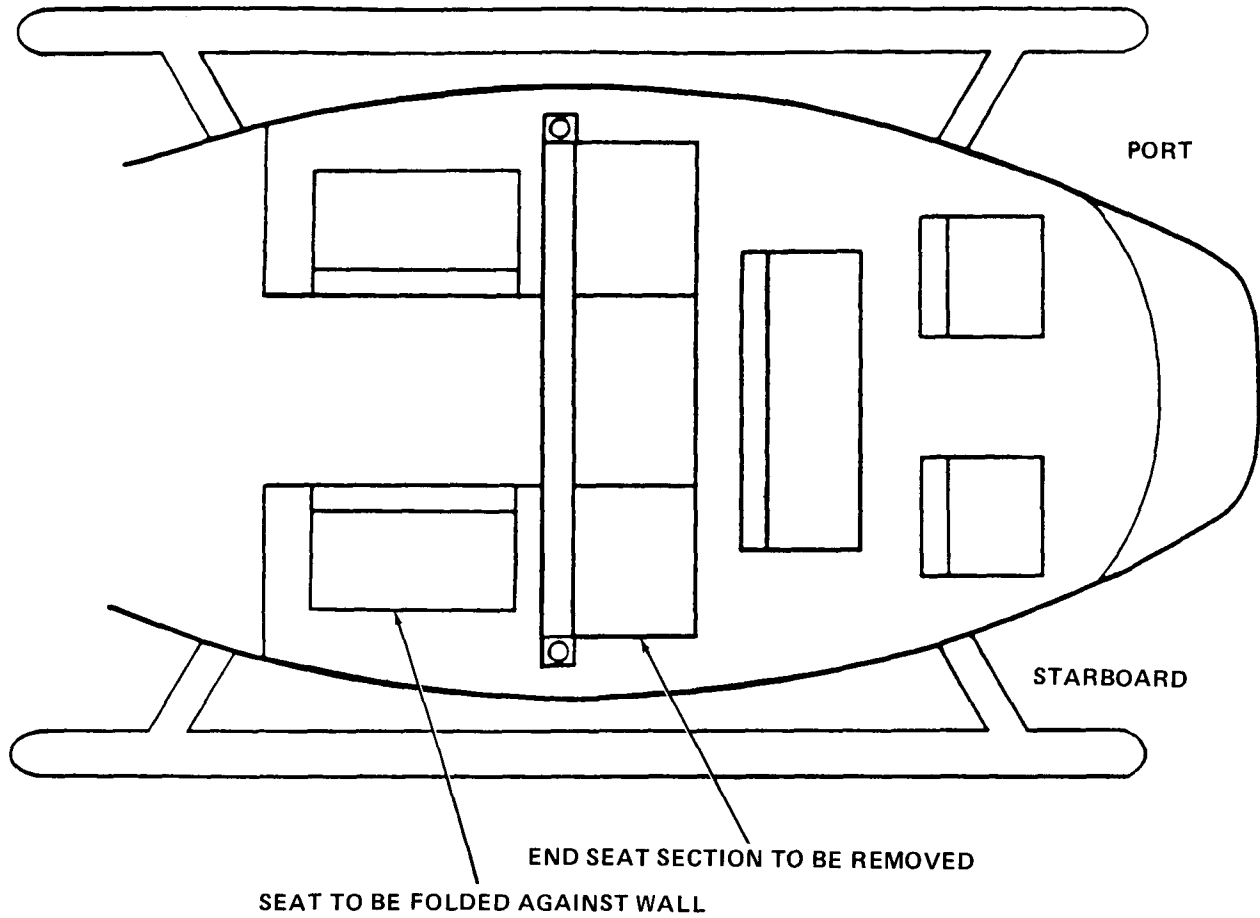 PORT
STARBOARD
END SEAT SECTION TO BE REMOVED
SEAT TO BE FOLDED AGAINST WALL